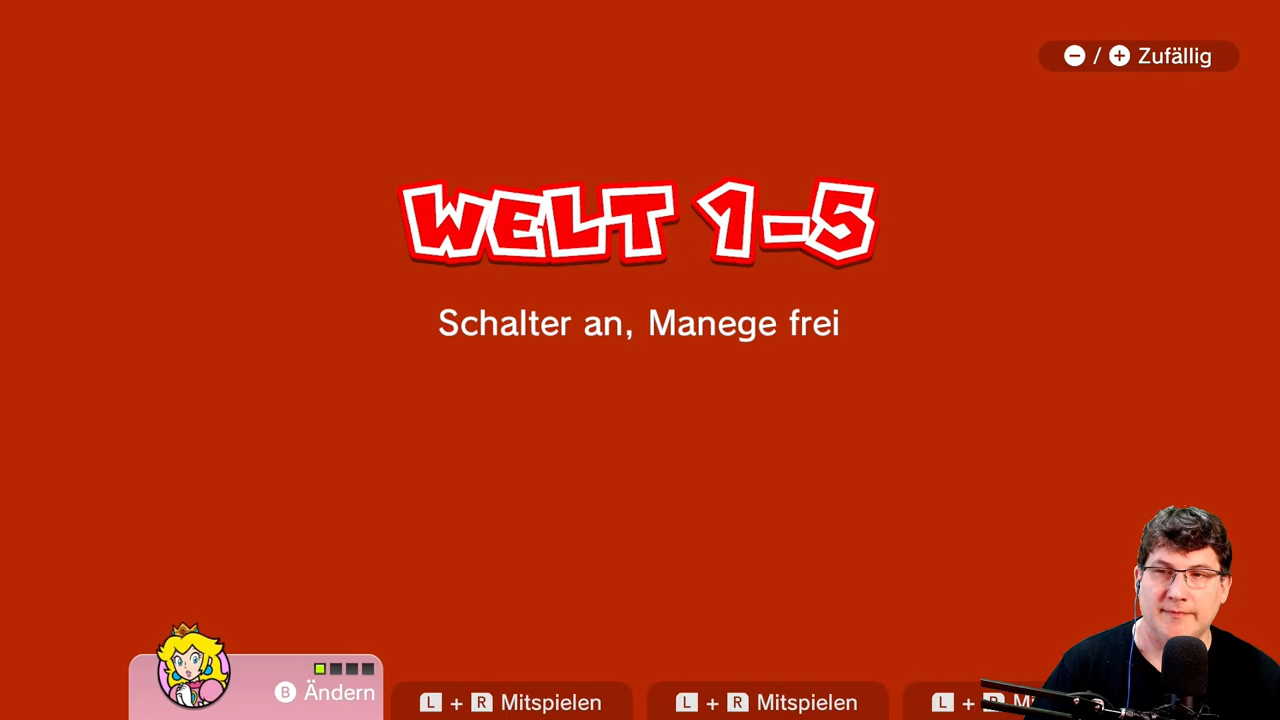 - / + Zufällig
WELT 1-5
Schalter an, Manege frei
B Ändern
L + R Mitspielen
L + R Mitspielen
L + R